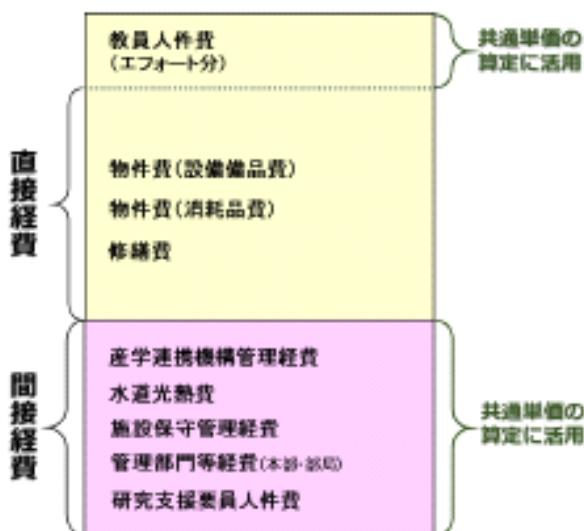 教員人件費
(エフォート分)
共通単価の
算定に活用
直接経費
物件費(設備備品費)
物件費(消耗品費)
修繕費
間接経費
産学連携機構管理経費
水道光熱費
施設保守管理経費
管理部門等経費(本部・部局)
研究支援要員人件費
共通単価の
算定に活用